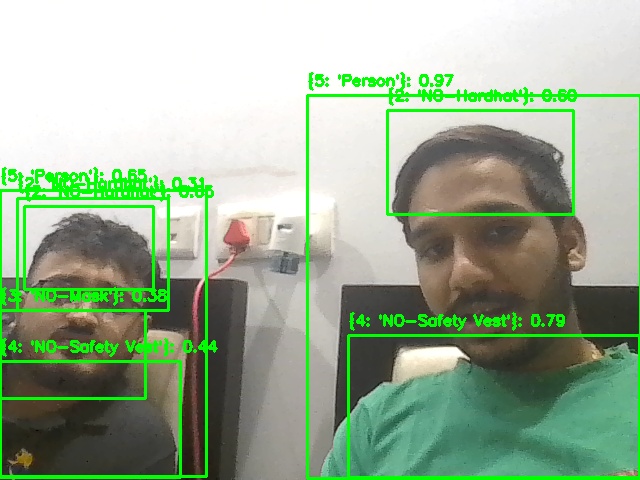 {5: 'Person'}: 0.97
{2: 'NO-Hardhat'}: 0.60
{5: 'Person'}: 0.65
{3: 'NO-Mask'}: 0.38
{4: 'NO-Safety Vest'}: 0.79
{4: 'NO-Safety Vest'}: 0.44